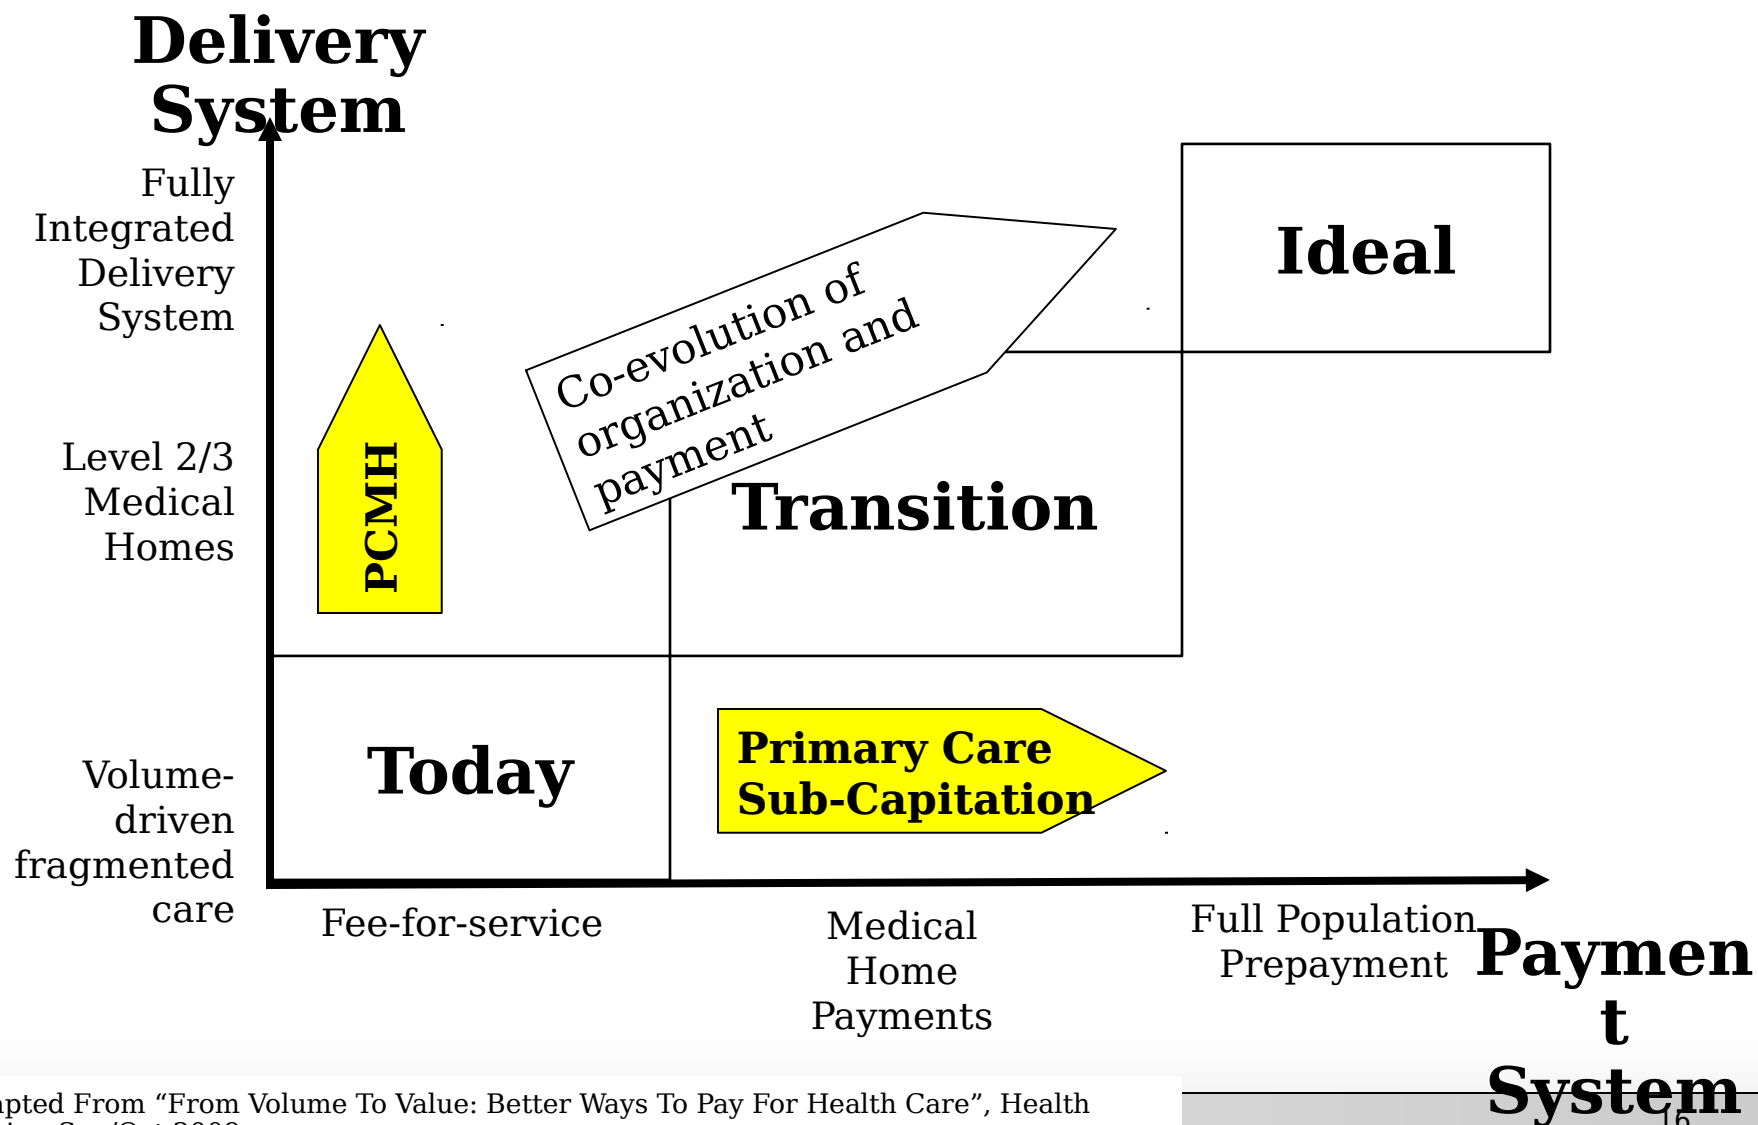 Delivery
System
Fully
Integrated
Delivery
System
Ideal
Co-evolution of
organization and
payment
PCMH
Level 2/3
Medical
Homes
Transition
Volume-
driven
fragmented
care
Today
Primary Care
Sub-Capitation
Fee-for-service
Medical
Home
Payments
Full Population
Prepayment
Paymen
t
System
From “From Volume To Value: Better Ways To Pay For Health Care”, Health
16